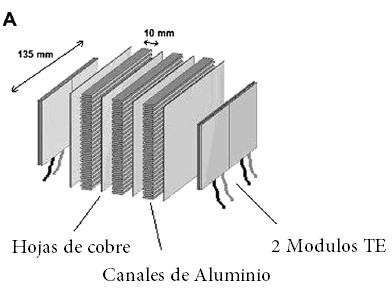 A
10 mm
135 mm
Hojas de cobre
2 Modulos TE
Canales de Aluminio